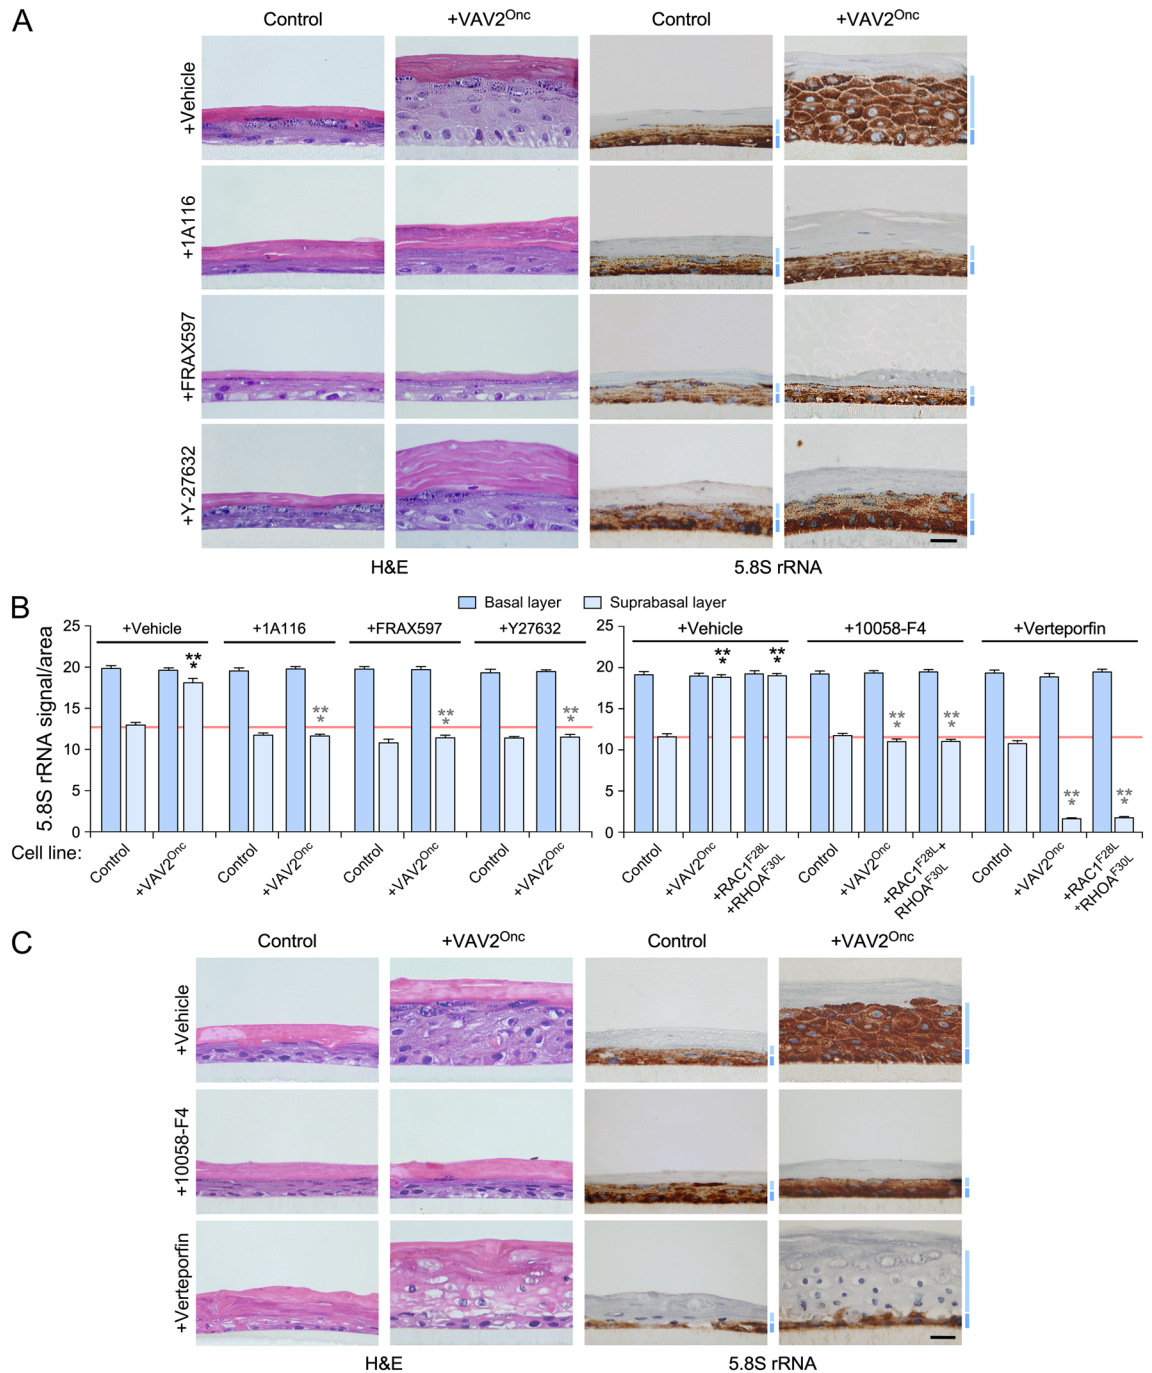 A
Control +VAV2Onc Control +VAV2Onc
+Vehicle
+1A116
+FRAX597
+Y-27632
H&E 5.8S rRNA
B
Basal layer Suprabasal layer
5.8S rRNA signal/area
25 +Vehicle +1A116 +FRAX597 +Y27632
20
15
10
5
0
*** *** *** ***
25 +Vehicle +10058-F4 +Verteporfin
20
15
10
5
0
*** *** *** *** *** ***
Cell line: Control +VAV2Onc Control +VAV2Onc Control +VAV2Onc Control +VAV2Onc
Control +VAV2Onc +RAC1F28L +RHOAF30L Control +VAV2Onc +RAC1F28L+ RHOAF30L Control +VAV2Onc +RAC1F28L +RHOAF30L
C
Control +VAV2Onc Control +VAV2Onc
+Vehicle
+10058-F4
+Verteporfin
H&E 5.8S rRNA